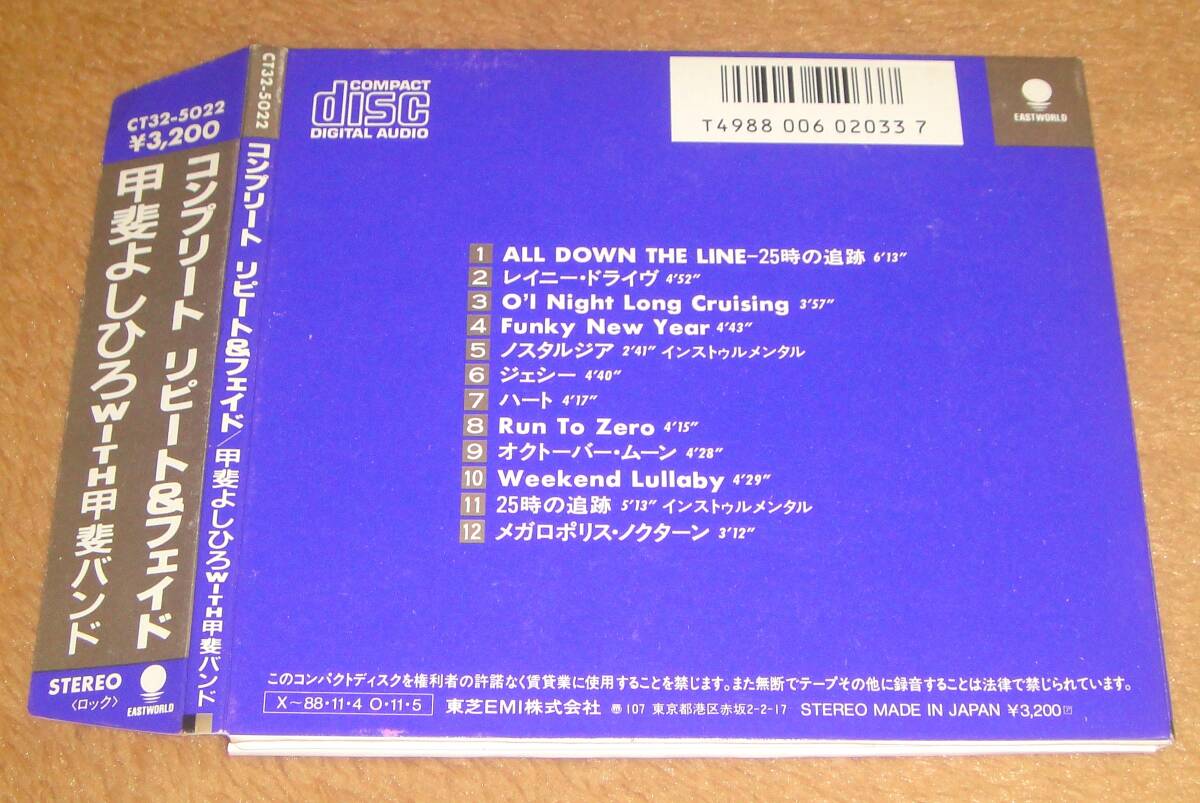 CT32-5022
¥3,200
コンプリート リピート&フェイド
甲斐よしひろWITH甲斐バンド
STEREO
〈ロック〉
EASTWORLD
CT32-5022
コンプリート リピート&フェイド/甲斐よしひろWITH甲斐バンド
COMPACT
disc
DIGITAL AUDIO
T4988 006 02033 7
EASTWORLD
1 ALL DOWN THE LINE–25時の追跡 6'13"
2 レイニー・ドライヴ 4'52"
3 O'l Night Long Cruising 3'57"
4 Funky New Year 4'43"
5 ノスタルジア 2'41" インストゥルメンタル
6 ジェシー 4'40"
7 ハート 4'17"
8 Run To Zero 4'15"
9 オクトーバー・ムーン 4'28"
10 Weekend Lullaby 4'29"
11 25時の追跡 5'13" インストゥルメンタル
12 メガロポリス・ノクターン 3'12"
このコンパクトディスクを権利者の許諾なく賃貸業に使用することを禁じます。また無断でテープその他に録音することは法律で禁じられています。
X〜88・11・4 O・11・5 東芝EMI株式会社 〠107 東京都港区赤坂2-2-17 STEREO MADE IN JAPAN ¥3,200